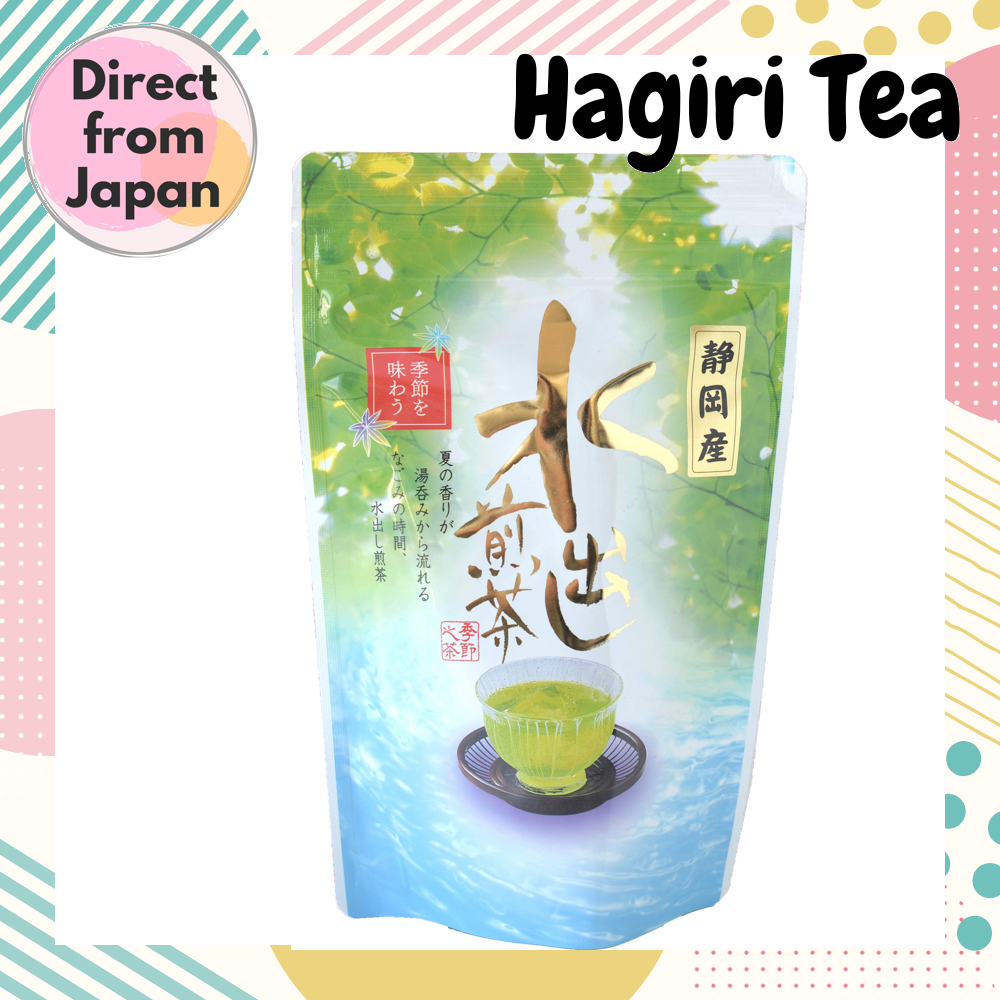 Direct
from
Japan
Hagiri Tea
静岡産
水出し
煎茶
季節を
味わう
夏の香りが
湯呑みから流れる
なごみの時間、
水出し煎茶
季節
之茶